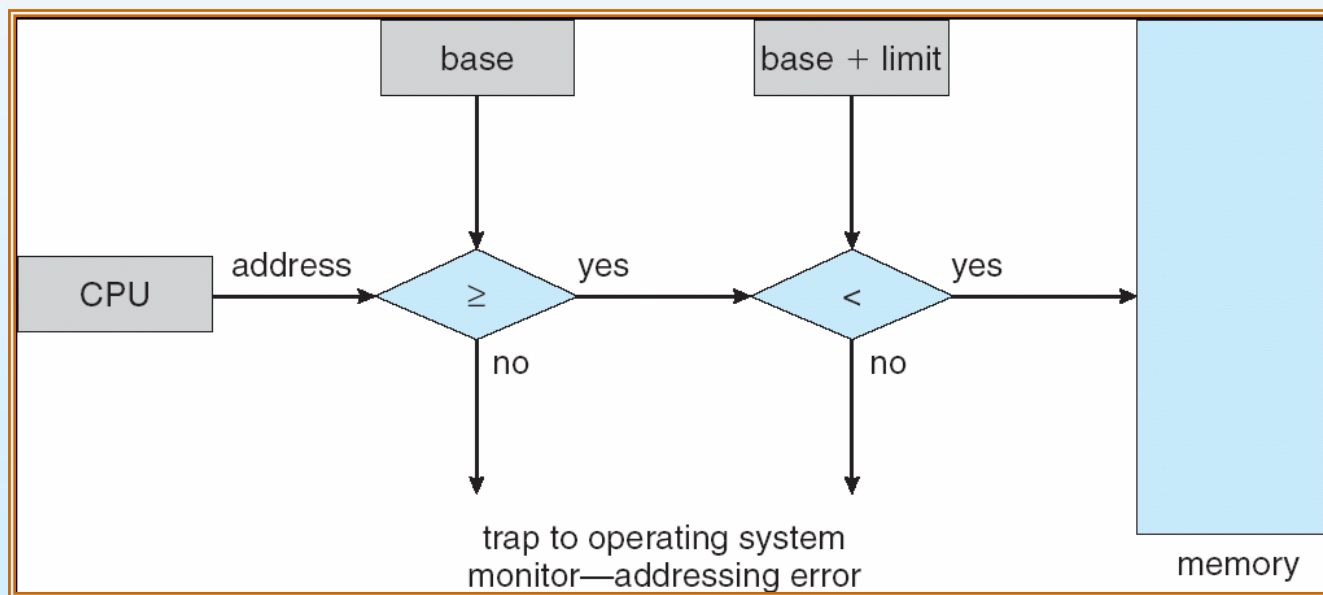 base
base + limit
CPU
address
≥
yes
<
yes
no
no
trap to operating system
monitor—addressing error
memory